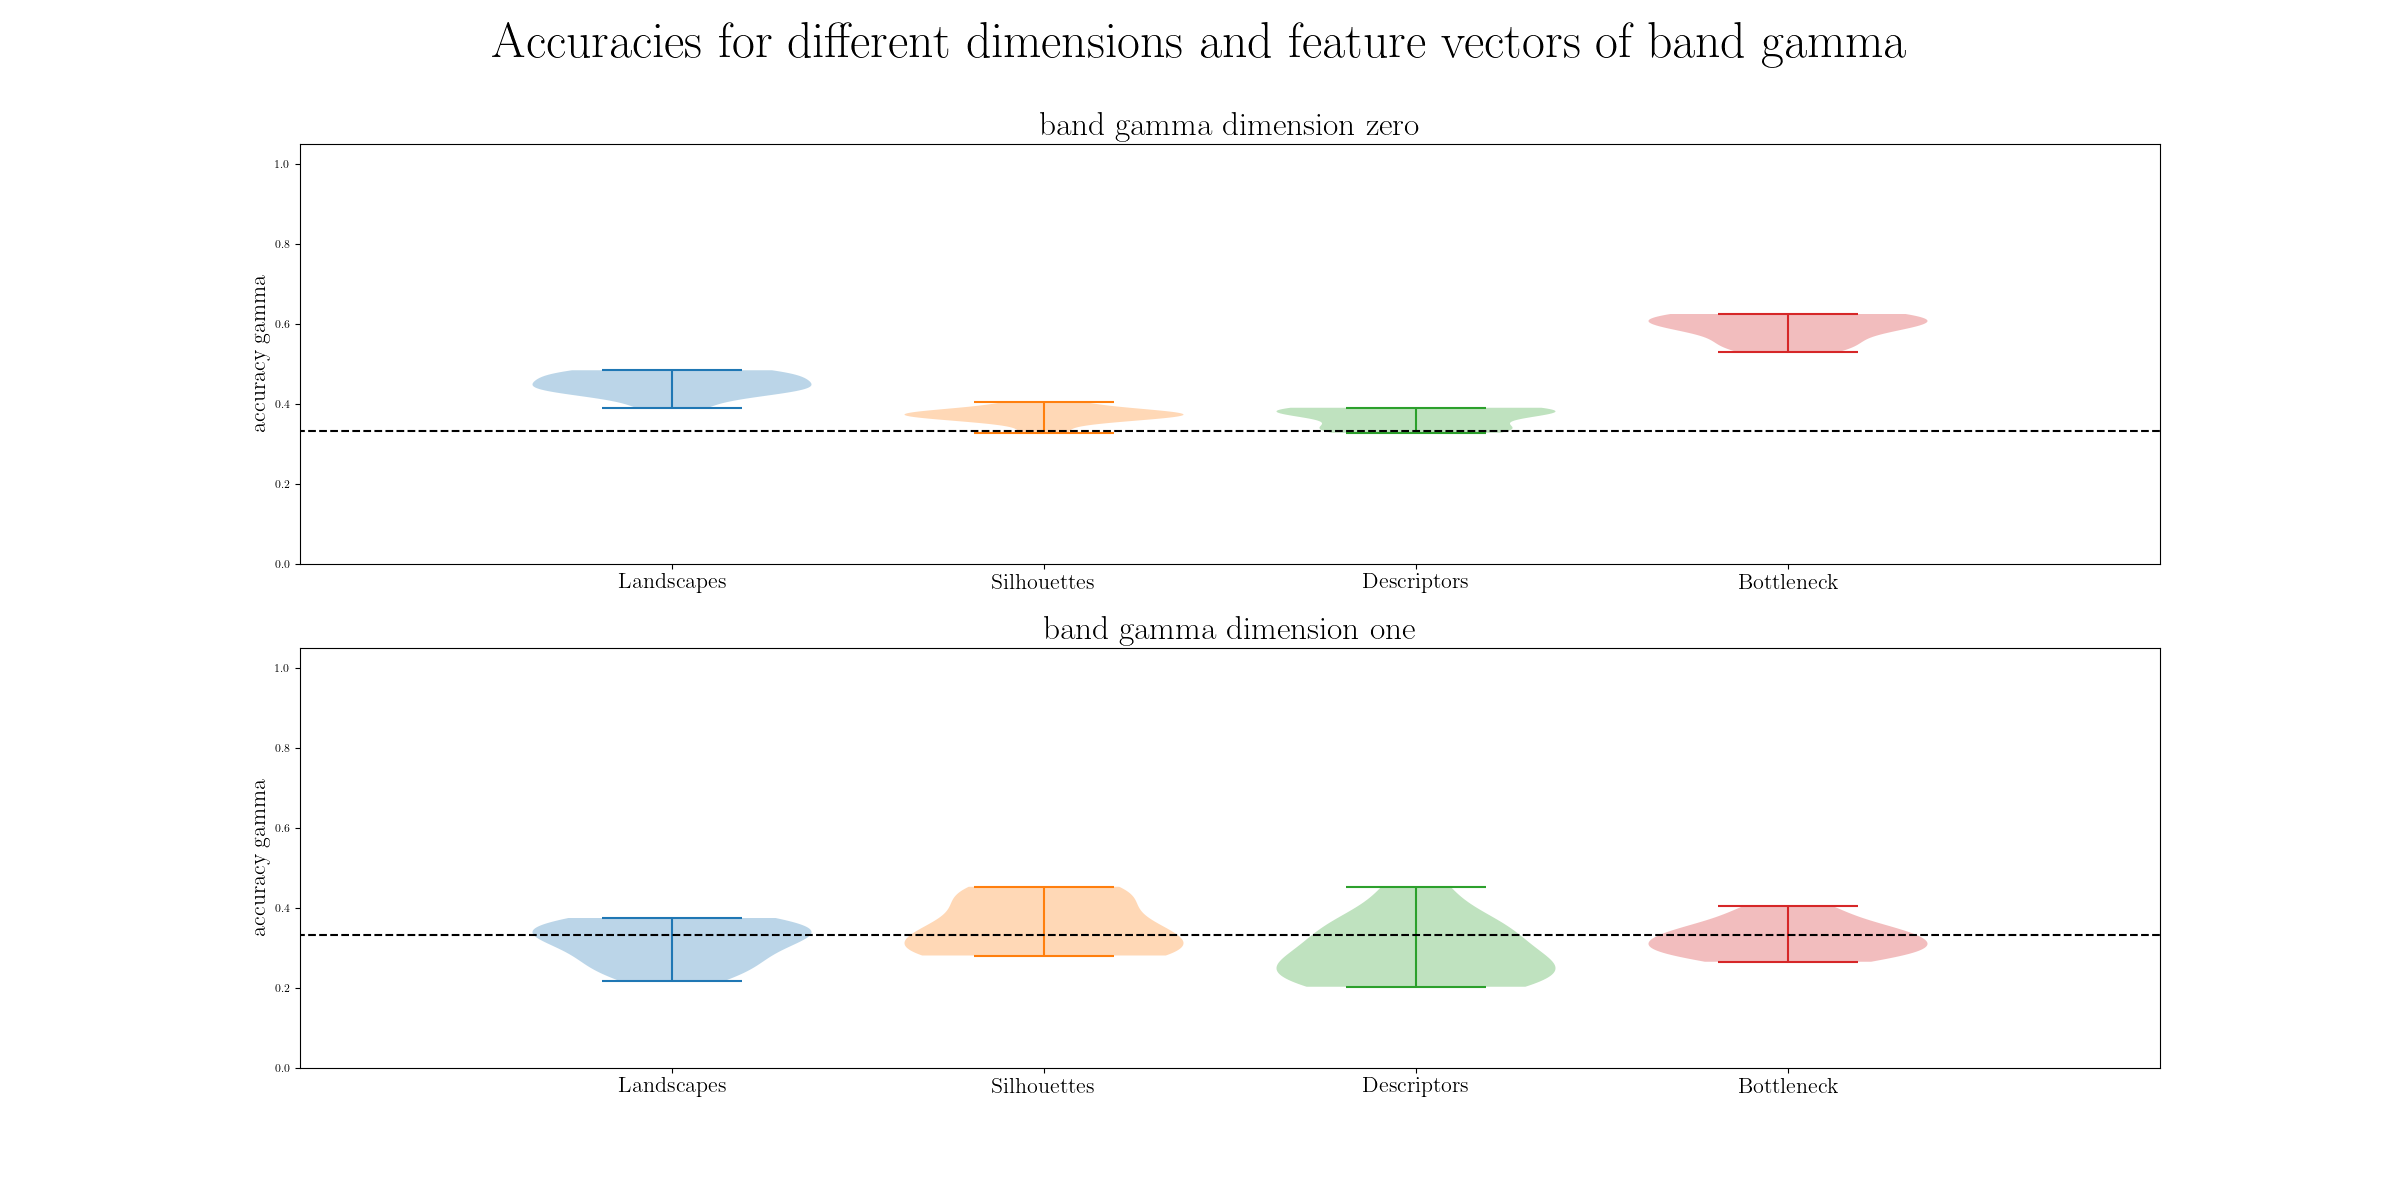 Accuracies for different dimensions and feature vectors of band gamma
band gamma dimension zero
1.0
0.8
0.6
0.4
0.2
0.0
accuracy gamma
Landscapes Silhouettes Descriptors Bottleneck
band gamma dimension one
1.0
0.8
0.6
0.4
0.2
0.0
accuracy gamma
Landscapes Silhouettes Descriptors Bottleneck